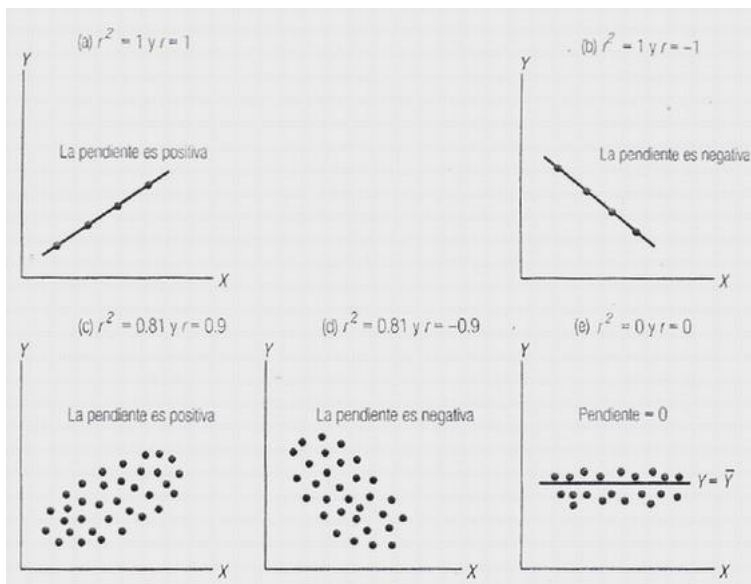 (a) r² = 1 y r = 1
(b) r² = 1 y r = -1
Y
La pendiente es positiva
X
Y
La pendiente es negativa
X
(c) r² = 0.81 y r = 0.9
(d) r² = 0.81 y r = -0.9
(e) r² = 0 y r = 0
Y
La pendiente es positiva
X
Y
La pendiente es negativa
X
Y
Pendiente = 0
Y = Y̅
X